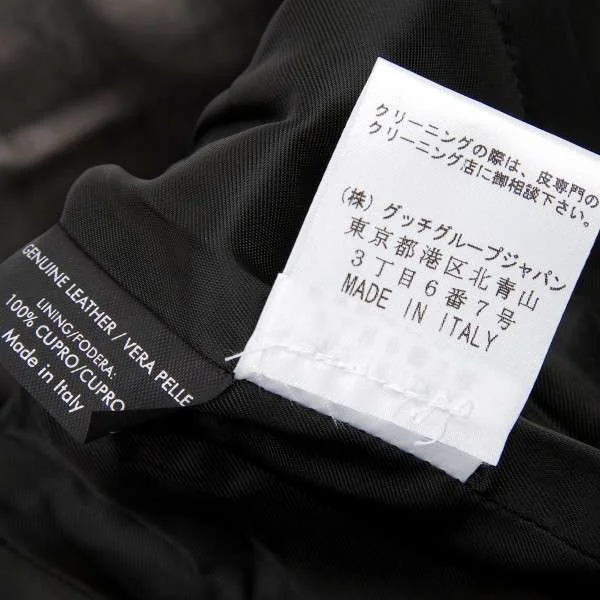 クリーニングの際は、皮専門の
クリーニング店に御相談下さい。
(株) グッチグループジャパン
東京都港区北青山
3丁目6番7号
MADE IN ITALY
GENUINE LEATHER / VERA PELLE
LINING/FODERA:
100% CUPRO/CUPRO
Made in Italy